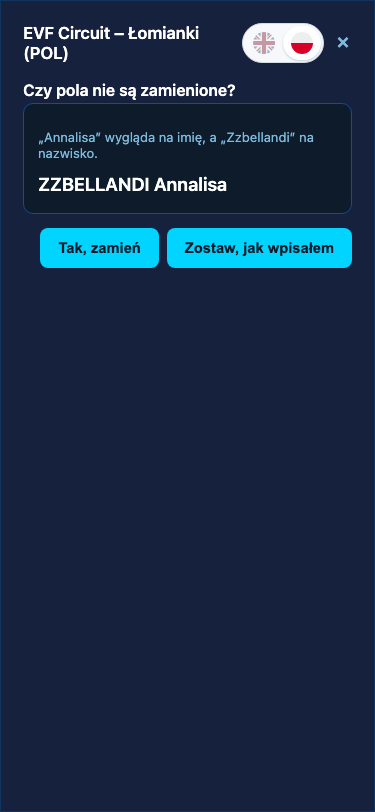 EVF Circuit – Łomianki
(POL)
×
Czy pola nie są zamienione?
„Annalisa” wygląda na imię, a „Zzbellandi” na
nazwisko.
ZZBELLANDI Annalisa
Tak, zamień
Zostaw, jak wpisałem